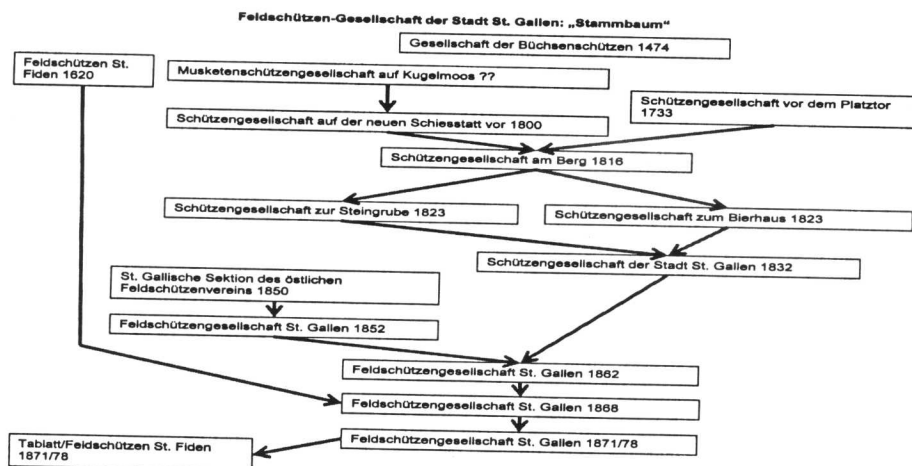 Feldschützen-Gesellschaft der Stadt St. Gallen: „Stammbaum“
Gesellschaft der Büchsenschützen 1474
Feldschützen St.
Fiden 1620
Musketenschützengesellschaft auf Kugelmoos ??
Schützengesellschaft vor dem Platztor
1733
Schützengesellschaft auf der neuen Schiesstatt vor 1800
Schützengesellschaft am Berg 1816
Schützengesellschaft zur Steingrube 1823
Schützengesellschaft zum Bierhaus 1823
Schützengesellschaft der Stadt St. Gallen 1832
St. Gallische Sektion des östlichen
Feldschützenvereins 1850
Feldschützengesellschaft St. Gallen 1852
Feldschützengesellschaft St. Gallen 1862
Feldschützengesellschaft St. Gallen 1868
Feldschützengesellschaft St. Gallen 1871/78
Tablatt/Feldschützen St. Fiden
1871/78